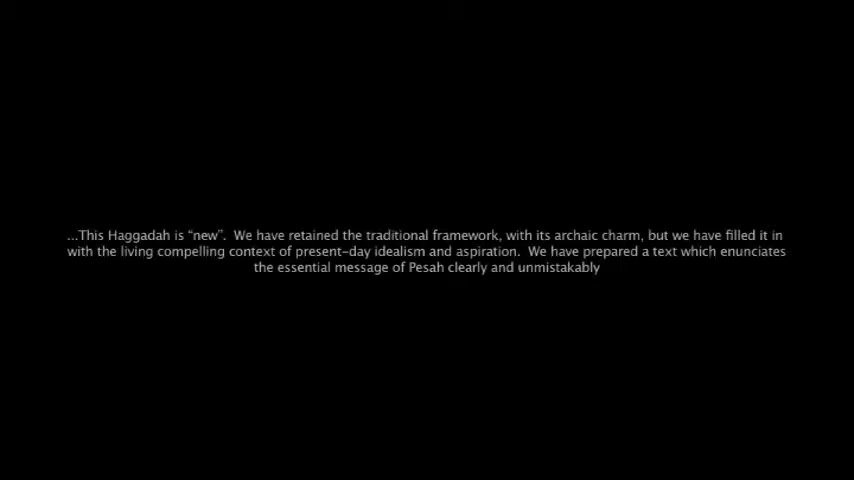 ...This Haggadah is “new”.  We have retained the traditional framework, with its archaic charm, but we have filled it in
with the living compelling context of present-day idealism and aspiration.  We have prepared a text which enunciates
the essential message of Pesah clearly and unmistakably